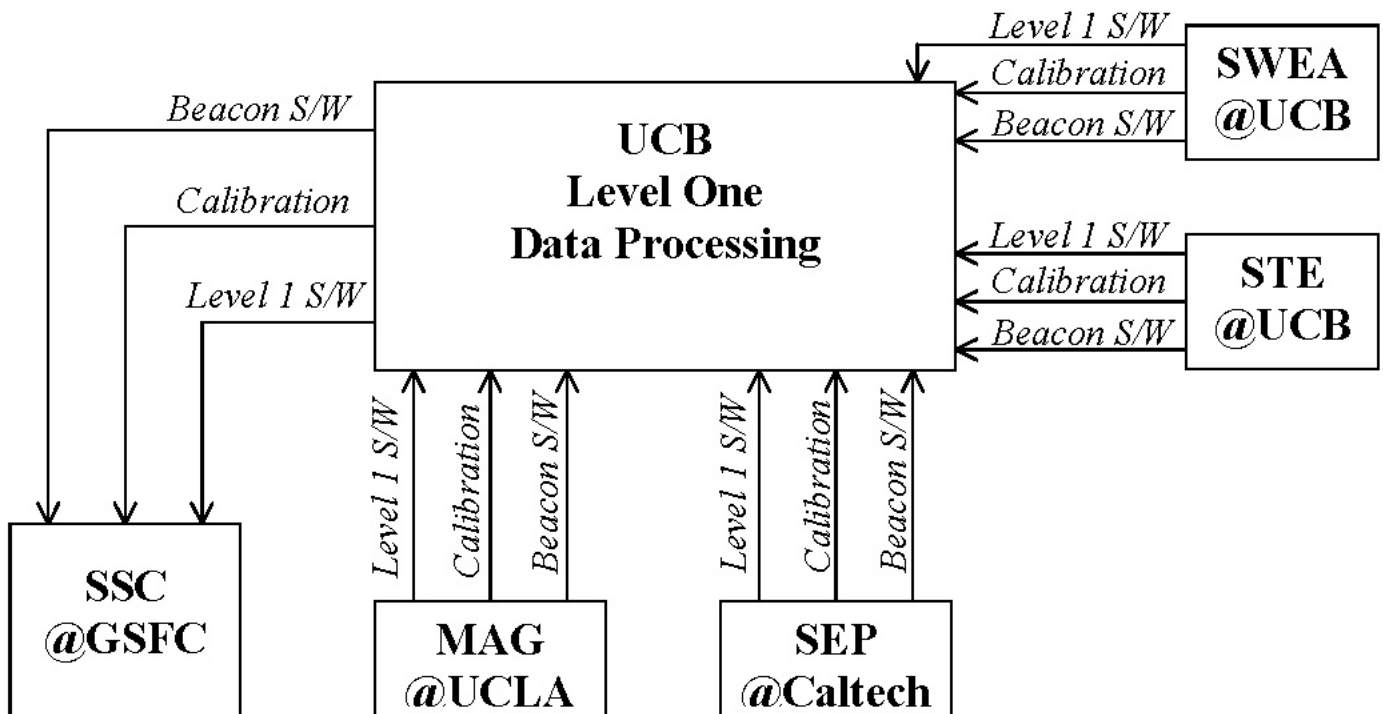 Level 1 S/W
Calibration
Beacon S/W
SWEA
@UCB
Beacon S/W
Calibration
Level 1 S/W
UCB
Level One
Data Processing
Level 1 S/W
Calibration
Beacon S/W
STE
@UCB
Level 1 S/W
Calibration
Beacon S/W
Level 1 S/W
Calibration
Beacon S/W
SSC
@GSFC
MAG
@UCLA
SEP
@Caltech